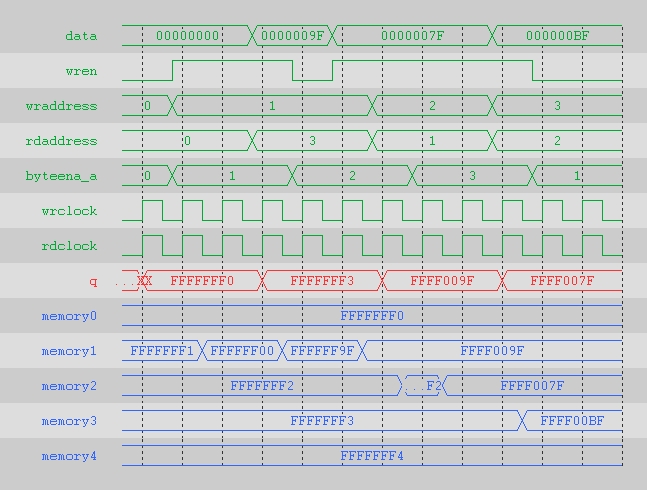 data 00000000 0000009F 0000007F 000000BF
wren
wraddress 0 1 2 3
rdaddress 0 3 1 2
byteena_a 0 1 2 3 1
wrclock
rdclock
q ...XX FFFFFFF0 FFFFFFF3 FFFF009F FFFF007F
memory0 FFFFFFF0
memory1 FFFFFFF1 FFFFFF00 FFFFFF9F FFFF009F
memory2 FFFFFFF2 ...F2 FFFF007F
memory3 FFFFFFF3 FFFF00BF
memory4 FFFFFFF4